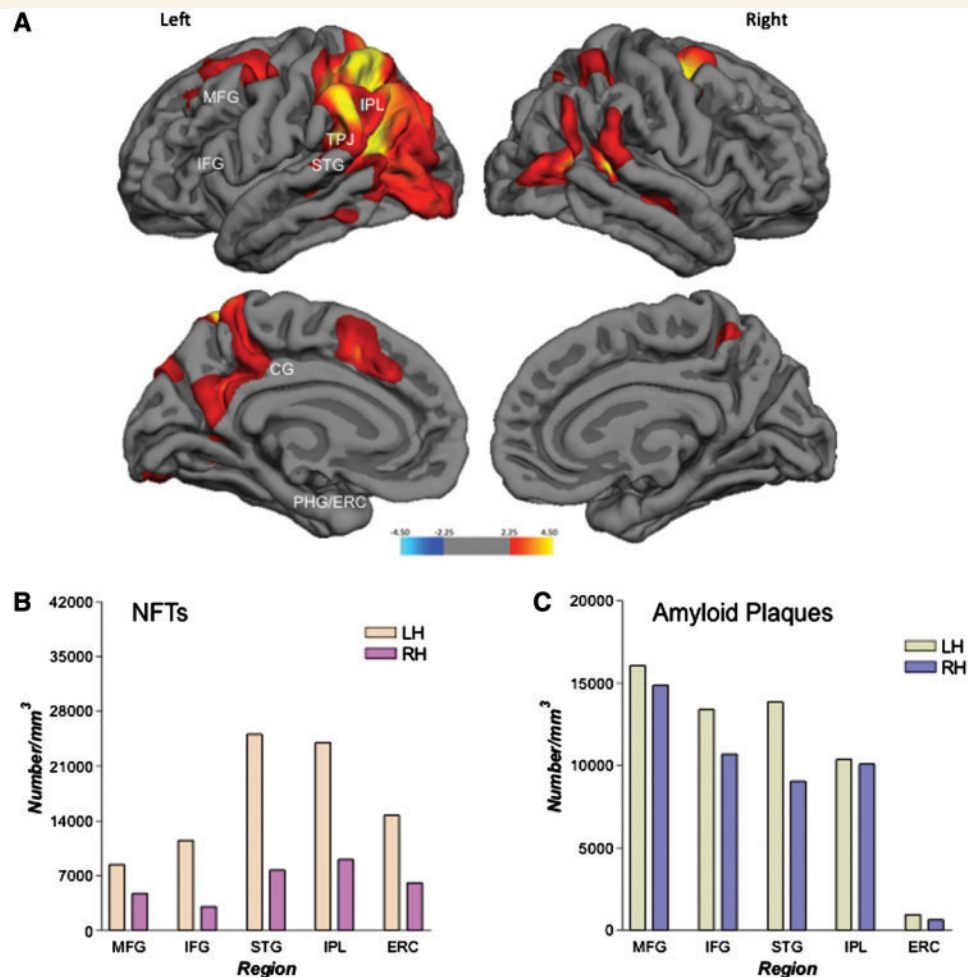 A
Left
Right
MFG
IPL
TPJ
IFG
STG
CG
PHG/ERC
-4.50 -2.25 2.25 4.50
B
NFTs
42000
35000
28000
21000
14000
7000
0
Number/mm³
LH
RH
MFG IFG STG IPL ERC
Region
C
Amyloid Plaques
20000
15000
10000
5000
0
Number/mm³
LH
RH
MFG IFG STG IPL ERC
Region